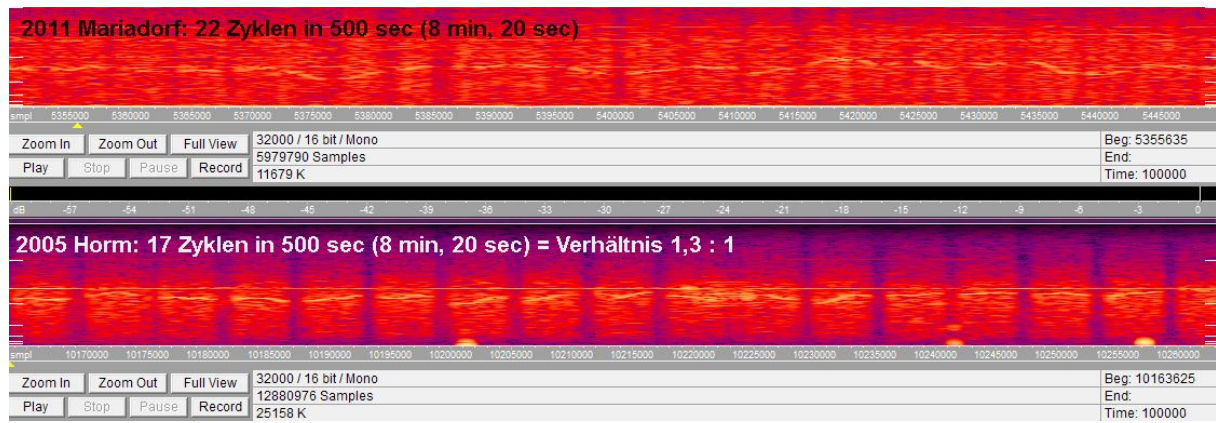 2011 Mariadorf: 22 Zyklen in 500 sec (8 min, 20 sec)
smpl 5355000 5360000 5365000 5370000 5375000 5380000 5385000 5390000 5395000 5400000 5405000 5410000 5415000 5420000 5425000 5430000 5435000 5440000 5445000
Zoom In Zoom Out Full View 32000 / 16 bit / Mono Beg: 5355635
5979790 Samples End:
Play Stop Pause Record 11679 K Time: 100000
dB -57 -54 -51 -48 -45 -42 -39 -36 -33 -30 -27 -24 -21 -18 -15 -12 -9 -6 -3 0
2005 Horm: 17 Zyklen in 500 sec (8 min, 20 sec) = Verhältnis 1,3 : 1
smpl 10170000 10175000 10180000 10185000 10190000 10195000 10200000 10205000 10210000 10215000 10220000 10225000 10230000 10235000 10240000 10245000 10250000 10255000 10260000
Zoom In Zoom Out Full View 32000 / 16 bit / Mono Beg: 10163625
12880976 Samples End:
Play Stop Pause Record 25158 K Time: 100000